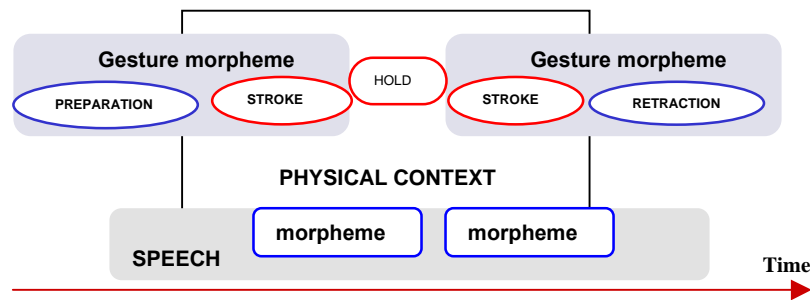 Gesture morpheme
Gesture morpheme
HOLD
PREPARATION
STROKE
STROKE
RETRACTION
PHYSICAL CONTEXT
morpheme
morpheme
SPEECH
Time